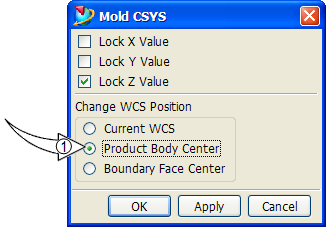 Mold CSYS
Lock X Value
Lock Y Value
Lock Z Value
Change WCS Position
Current WCS
1 Product Body Center
Boundary Face Center
OK Apply Cancel